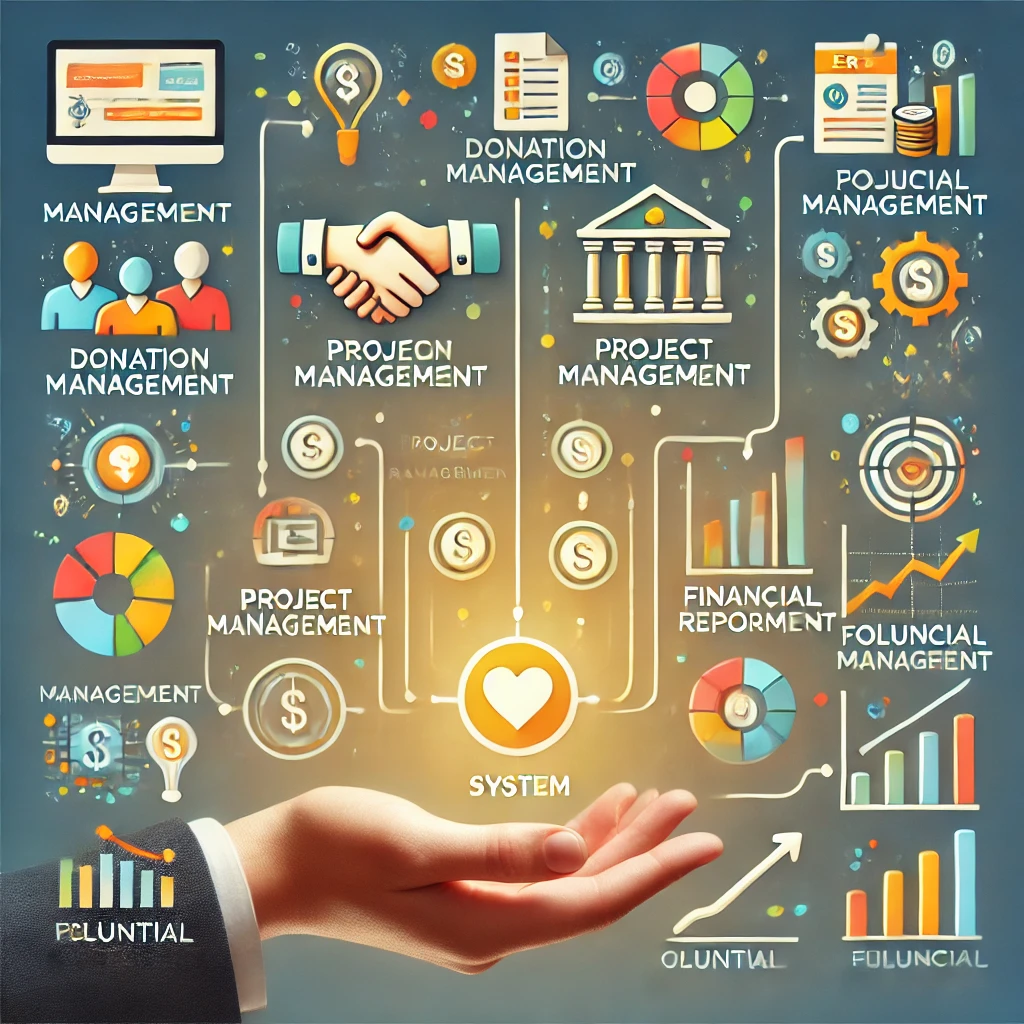 DONATION
MANAGEMENT
MANAGEMENT
POJUCIAL
MANAGEMENT
DONATION
MANAGEMENT
PROJEON
MANAGEMENT
PROJECT
MANAGEMENT
PROJECT
MANAGEMENT
FINANCIAL
REPORMENT
FOLUNCIAL
MANAGFENT
MANAGEMENT
SYSTEM
OLUNTIAL
FOLUNCIAL